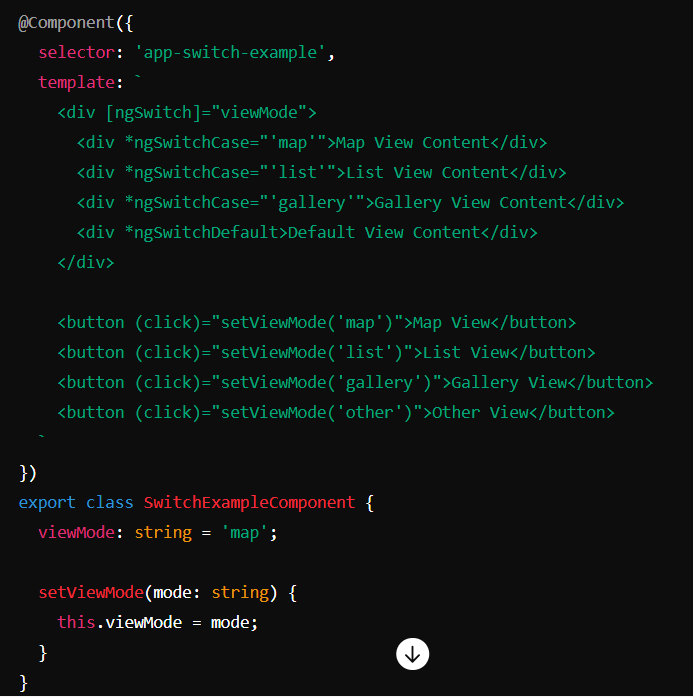 @Component({
  selector: 'app-switch-example',
  template: `
    <div [ngSwitch]="viewMode">
      <div *ngSwitchCase="'map'">Map View Content</div>
      <div *ngSwitchCase="'list'">List View Content</div>
      <div *ngSwitchCase="'gallery'">Gallery View Content</div>
      <div *ngSwitchDefault>Default View Content</div>
    </div>

    <button (click)="setViewMode('map')">Map View</button>
    <button (click)="setViewMode('list')">List View</button>
    <button (click)="setViewMode('gallery')">Gallery View</button>
    <button (click)="setViewMode('other')">Other View</button>
  `
})
export class SwitchExampleComponent {
  viewMode: string = 'map';

  setViewMode(mode: string) {
    this.viewMode = mode;
  }
}